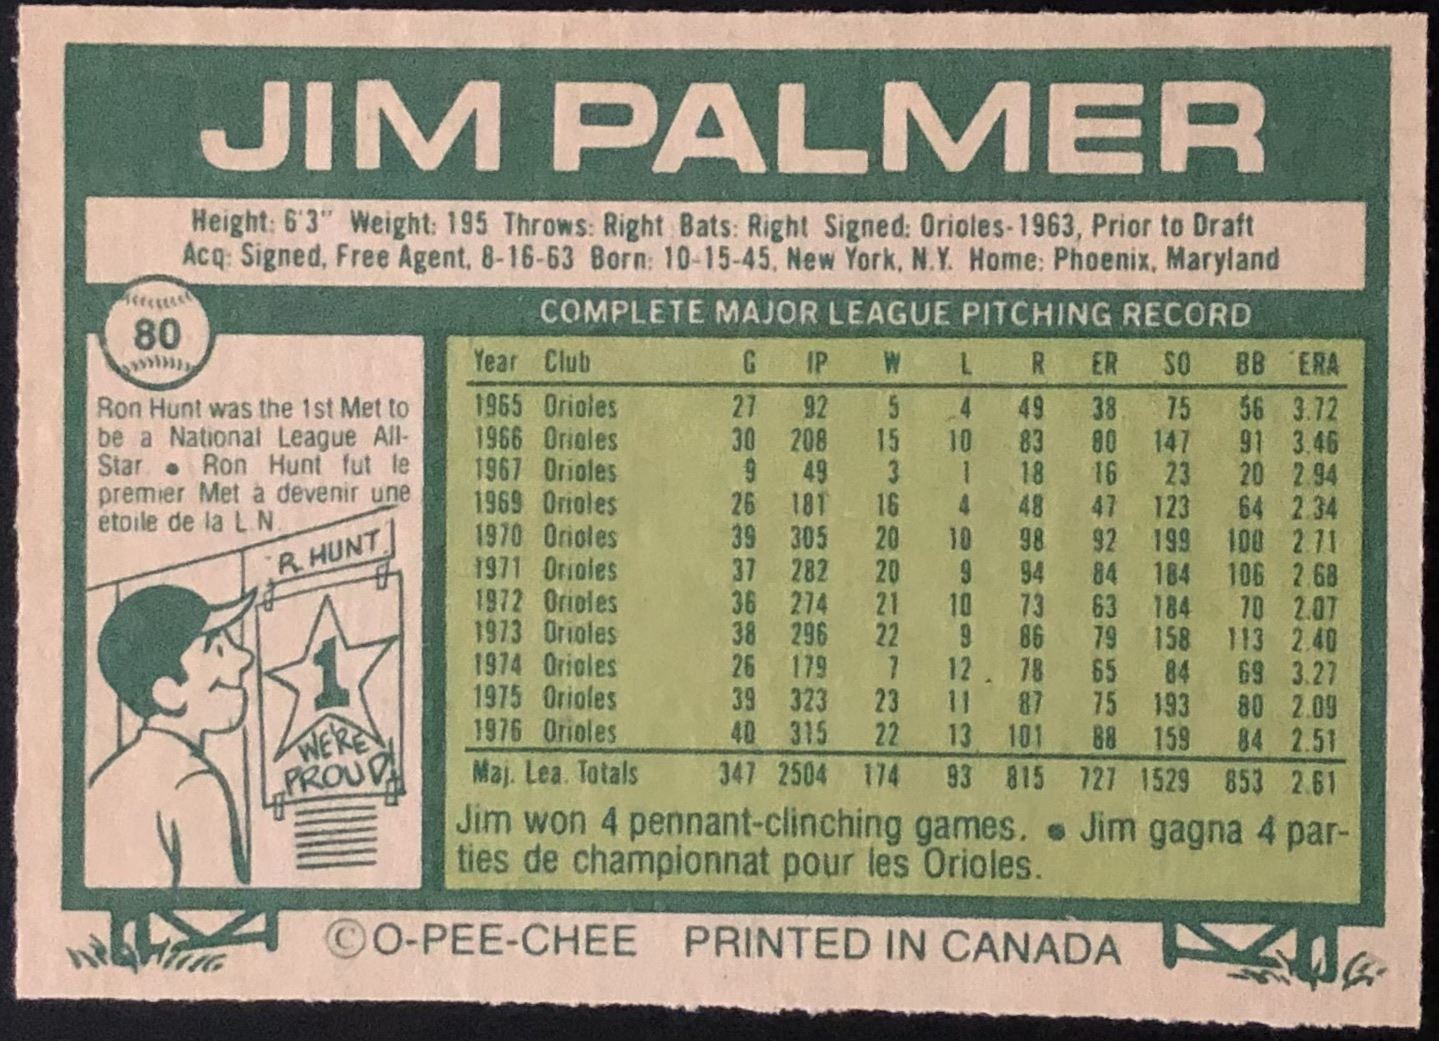 JIM PALMER
Height: 6'3" Weight: 195 Throws: Right Bats: Right Signed: Orioles-1963, Prior to Draft
Acq: Signed, Free Agent, 8-16-63 Born: 10-15-45, New York, N.Y. Home: Phoenix, Maryland
80
Ron Hunt was the 1st Met to
be a National League All-
Star. • Ron Hunt fut le
premier Met à devenir une
étoile de la L.N.
R. HUNT
1
WE'RE
PROUD!
COMPLETE MAJOR LEAGUE PITCHING RECORD
Year Club G IP W L R ER SO BB ERA
1965 Orioles 27 92 5 4 49 38 75 56 3.72
1966 Orioles 30 208 15 10 83 80 147 91 3.46
1967 Orioles 9 49 3 1 18 16 23 20 2.94
1969 Orioles 26 181 16 4 48 47 123 64 2.34
1970 Orioles 39 305 20 10 98 92 199 100 2.71
1971 Orioles 37 282 20 9 94 84 184 106 2.68
1972 Orioles 36 274 21 10 73 63 184 70 2.07
1973 Orioles 38 296 22 9 86 79 158 113 2.40
1974 Orioles 26 179 7 12 78 65 84 69 3.27
1975 Orioles 39 323 23 11 87 75 193 80 2.09
1976 Orioles 40 315 22 13 101 88 159 84 2.51
Maj. Lea. Totals 347 2504 174 93 815 727 1529 853 2.61
Jim won 4 pennant-clinching games. • Jim gagna 4 par-
ties de championnat pour les Orioles.
©O-PEE-CHEE PRINTED IN CANADA